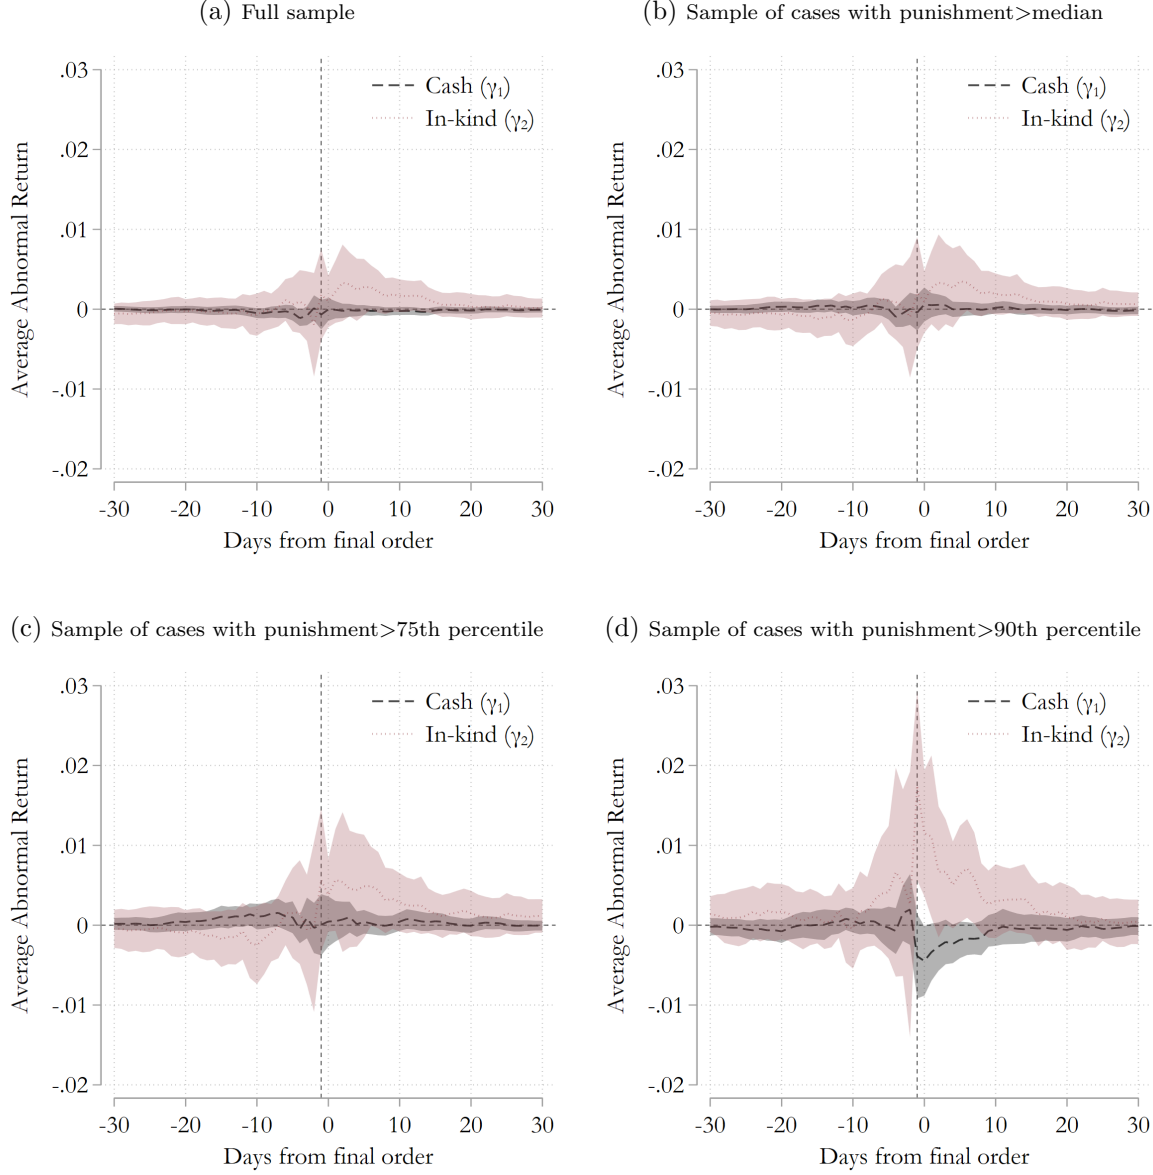 (a) Full sample
.03
.02
.01
0
-.01
-.02
Average Abnormal Return
Cash (γ₁)
In-kind (γ₂)
-30 -20 -10 0 10 20 30
Days from final order
(b) Sample of cases with punishment>median
.03
.02
.01
0
-.01
-.02
Average Abnormal Return
Cash (γ₁)
In-kind (γ₂)
-30 -20 -10 0 10 20 30
Days from final order
(c) Sample of cases with punishment>75th percentile
.03
.02
.01
0
-.01
-.02
Average Abnormal Return
Cash (γ₁)
In-kind (γ₂)
-30 -20 -10 0 10 20 30
Days from final order
(d) Sample of cases with punishment>90th percentile
.03
.02
.01
0
-.01
-.02
Average Abnormal Return
Cash (γ₁)
In-kind (γ₂)
-30 -20 -10 0 10 20 30
Days from final order